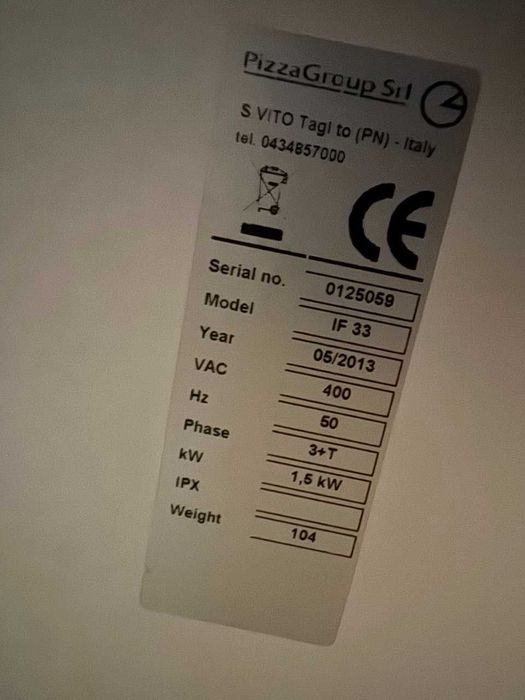 PizzaGroup Srl
S VITO Tagl to (PN) - Italy
tel. 0434857000
CE
Serial no. 0125059
Model IF 33
Year 05/2013
VAC 400
Hz 50
Phase 3+T
kW 1,5 kW
IPX
Weight 104